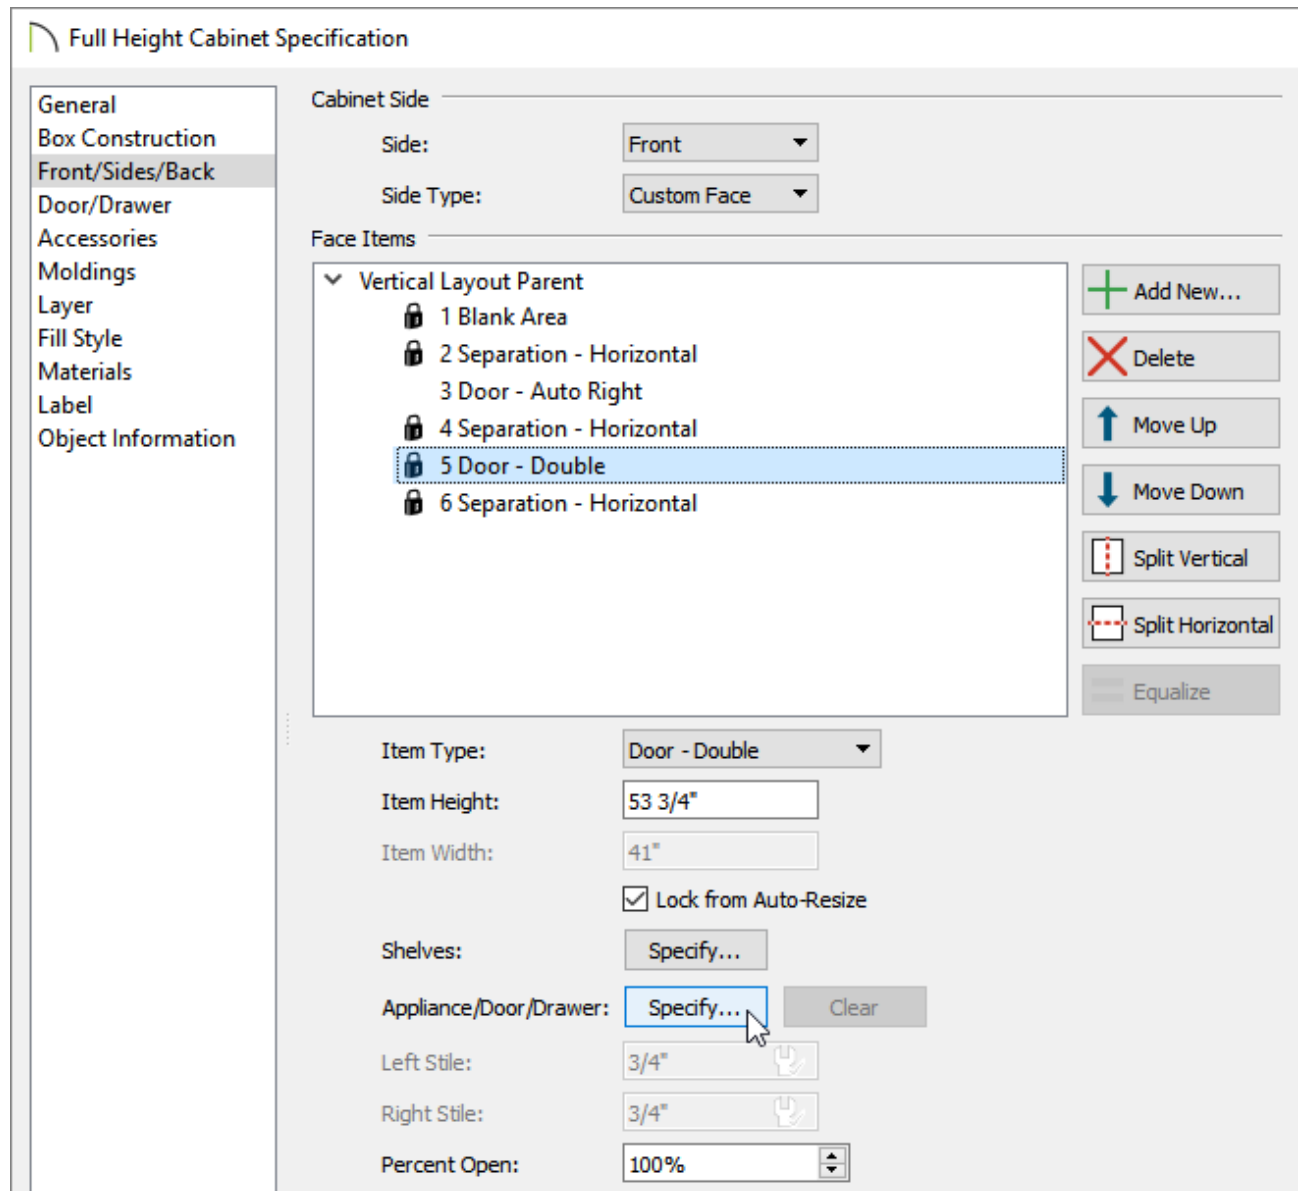 Full Height Cabinet Specification
General
Box Construction
Front/Sides/Back
Door/Drawer
Accessories
Moldings
Layer
Fill Style
Materials
Label
Object Information
Cabinet Side
Side: Front
Side Type: Custom Face
Face Items
Vertical Layout Parent
1 Blank Area
2 Separation - Horizontal
3 Door - Auto Right
4 Separation - Horizontal
5 Door - Double
6 Separation - Horizontal
Add New...
Delete
Move Up
Move Down
Split Vertical
Split Horizontal
Equalize
Item Type: Door - Double
Item Height: 53 3/4"
Item Width: 41"
Lock from Auto-Resize
Shelves: Specify...
Appliance/Door/Drawer: Specify... Clear
Left Stile: 3/4"
Right Stile: 3/4"
Percent Open: 100%